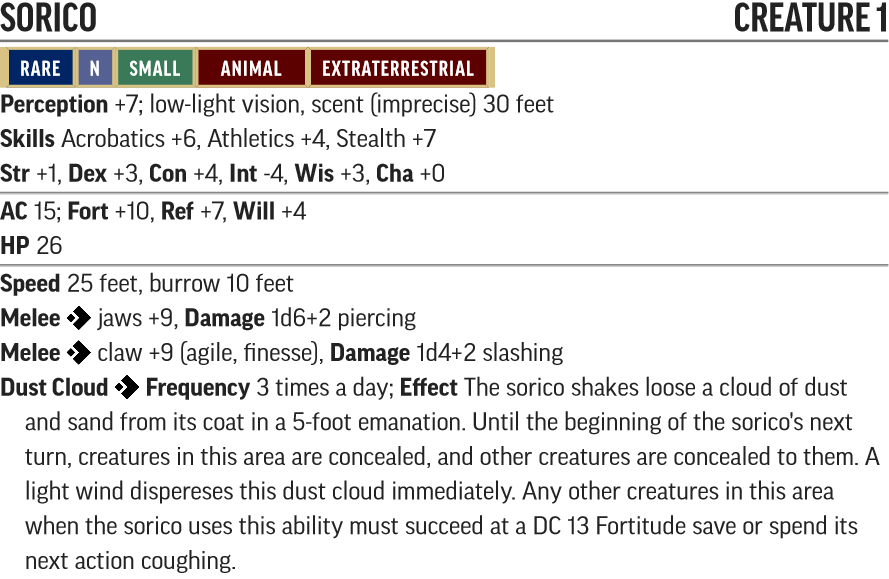 SORICO CREATURE 1
RARE N SMALL ANIMAL EXTRATERRESTRIAL
Perception +7; low-light vision, scent (imprecise) 30 feet
Skills Acrobatics +6, Athletics +4, Stealth +7
Str +1, Dex +3, Con +4, Int -4, Wis +3, Cha +0
AC 15; Fort +10, Ref +7, Will +4
HP 26
Speed 25 feet, burrow 10 feet
Melee jaws +9, Damage 1d6+2 piercing
Melee claw +9 (agile, finesse), Damage 1d4+2 slashing
Dust Cloud Frequency 3 times a day; Effect The sorico shakes loose a cloud of dust
and sand from its coat in a 5-foot emanation. Until the beginning of the sorico's next
turn, creatures in this area are concealed, and other creatures are concealed to them. A
light wind dispereses this dust cloud immediately. Any other creatures in this area
when the sorico uses this ability must succeed at a DC 13 Fortitude save or spend its
next action coughing.